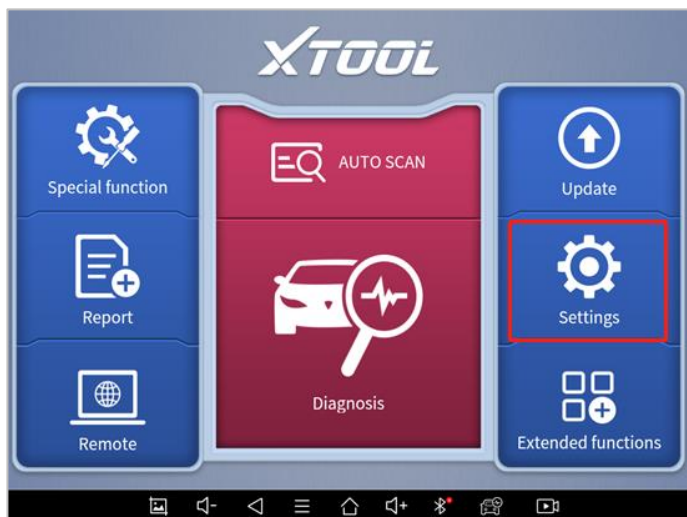 XTOOL
Special function
Report
Remote
AUTO SCAN
Diagnosis
Update
Settings
Extended functions